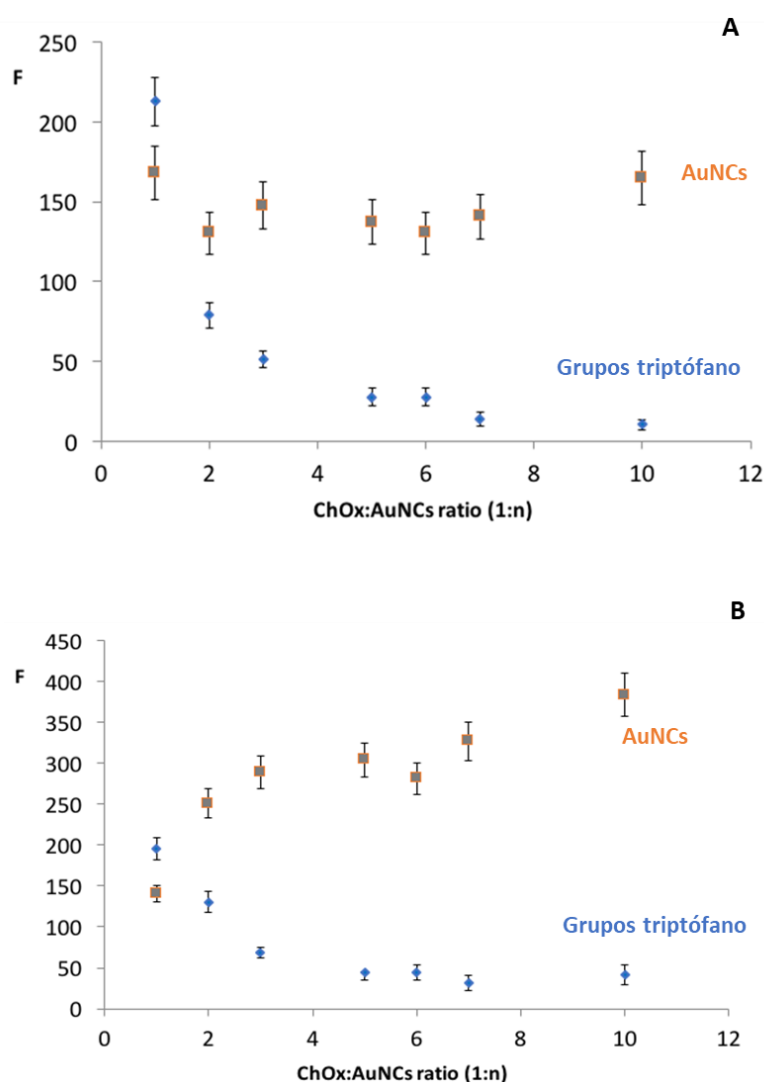 A
250
F
200
AuNCs
150
100
Grupos triptófano
50
0
0 2 4 6 8 10 12
ChOx:AuNCs ratio (1:n)
B
450
F
400
350
AuNCs
300
250
200
150
Grupos triptófano
100
50
0
0 2 4 6 8 10 12
ChOx:AuNCs ratio (1:n)